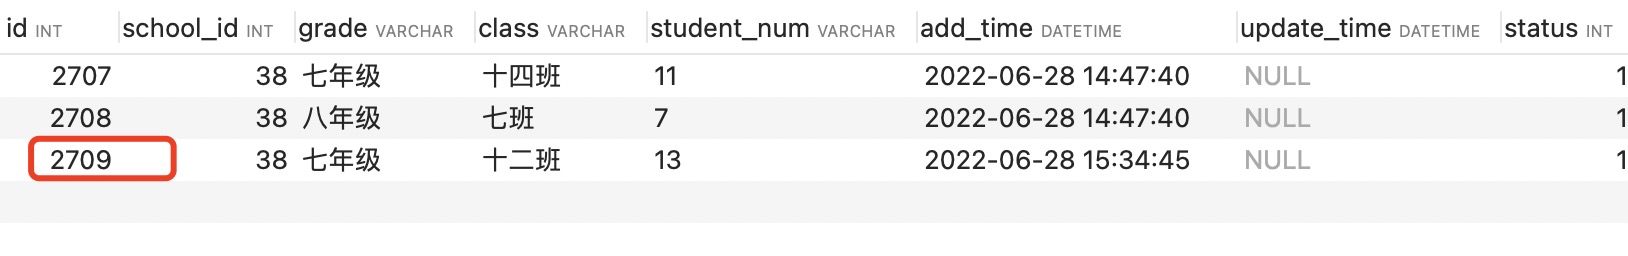 id INT school_id INT grade VARCHAR class VARCHAR student_num VARCHAR add_time DATETIME update_time DATETIME status INT
2707 38 七年级 十四班 11 2022-06-28 14:47:40 NULL 1
2708 38 八年级 七班 7 2022-06-28 14:47:40 NULL 1
2709 38 七年级 十二班 13 2022-06-28 15:34:45 NULL 1